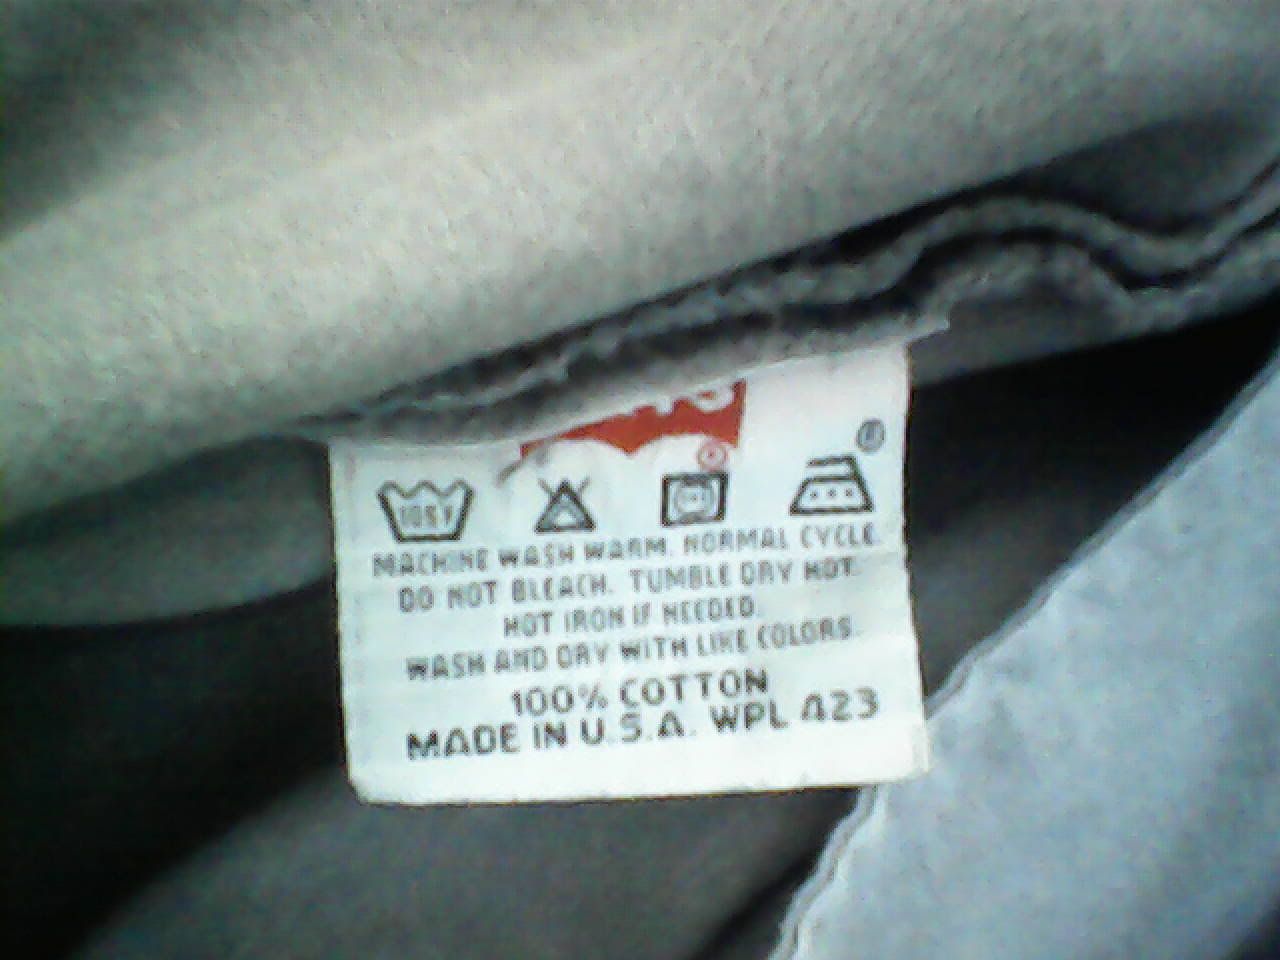 105F
MACHINE WASH WARM. NORMAL CYCLE.
DO NOT BLEACH. TUMBLE DRY HOT.
HOT IRON IF NEEDED.
WASH AND DRY WITH LIKE COLORS.
100% COTTON
MADE IN U.S.A. WPL 423